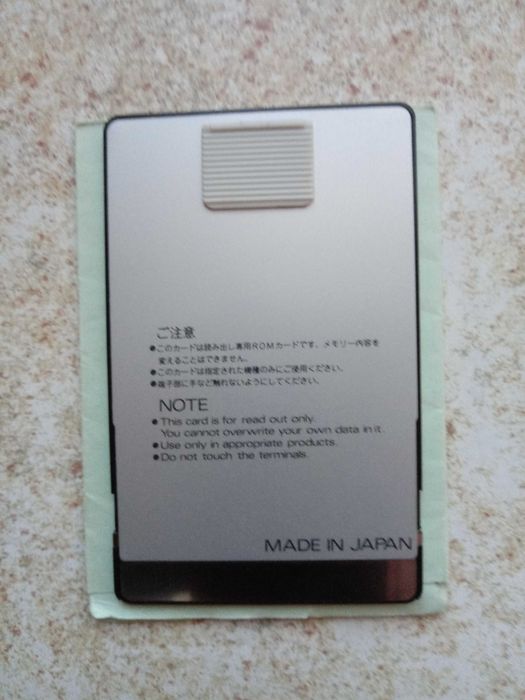 ご注意
●このカードは読み出し専用ROMカードです。メモリー内容を
変えることはできません。
●このカードは指定された機種のみにご使用ください。
●端子部に手など触れないようにしてください。
NOTE
●This card is for read out only.
You cannot overwrite your own data in it.
●Use only in appropriate products.
●Do not touch the terminals.
MADE IN JAPAN